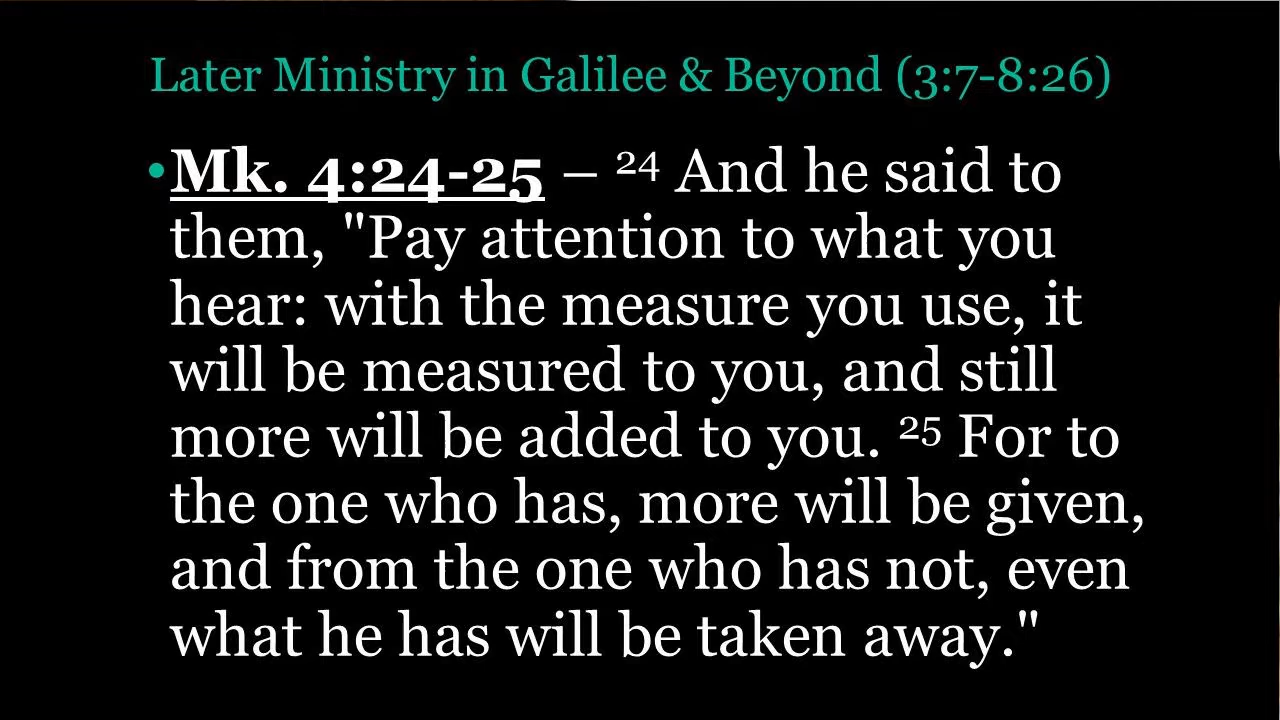 Later Ministry in Galilee & Beyond (3:7-8:26)
•Mk. 4:24-25 – 24 And he said to
them, "Pay attention to what you
hear: with the measure you use, it
will be measured to you, and still
more will be added to you. 25 For to
the one who has, more will be given,
and from the one who has not, even
what he has will be taken away."